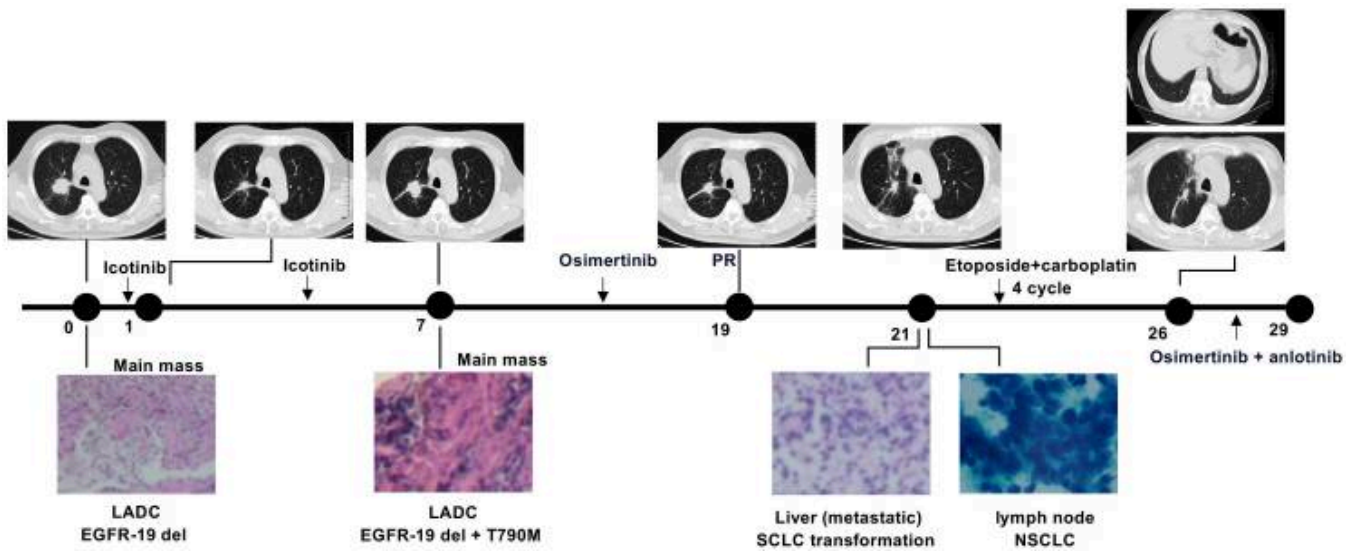 Icotinib
Icotinib
Osimertinib
PR
Etoposide+carboplatin
4 cycle
0
1
7
19
21
26
29
Osimertinib + anlotinib
Main mass
Main mass
LADC
EGFR-19 del
LADC
EGFR-19 del + T790M
Liver (metastatic)
SCLC transformation
lymph node
NSCLC